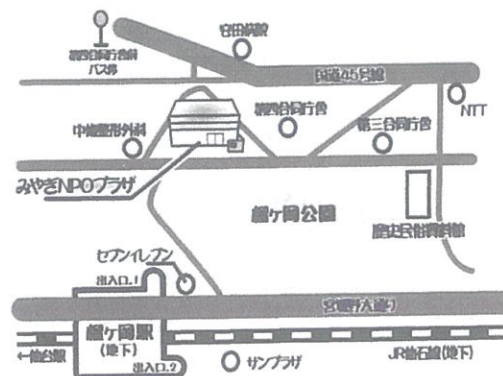 第四合同庁舎前
バス停
安田病院
国道45号線
NTT
中嶋整形外科
第四合同庁舎
第三合同庁舎
みやぎNPOプラザ
榴ヶ岡公園
歴史民俗資料館
セブンイレブン
出入口.1
宮城野大通り
榴ヶ岡駅
(地下)
←仙台駅
出入口.2
サンプラザ
JR仙石線(地下)